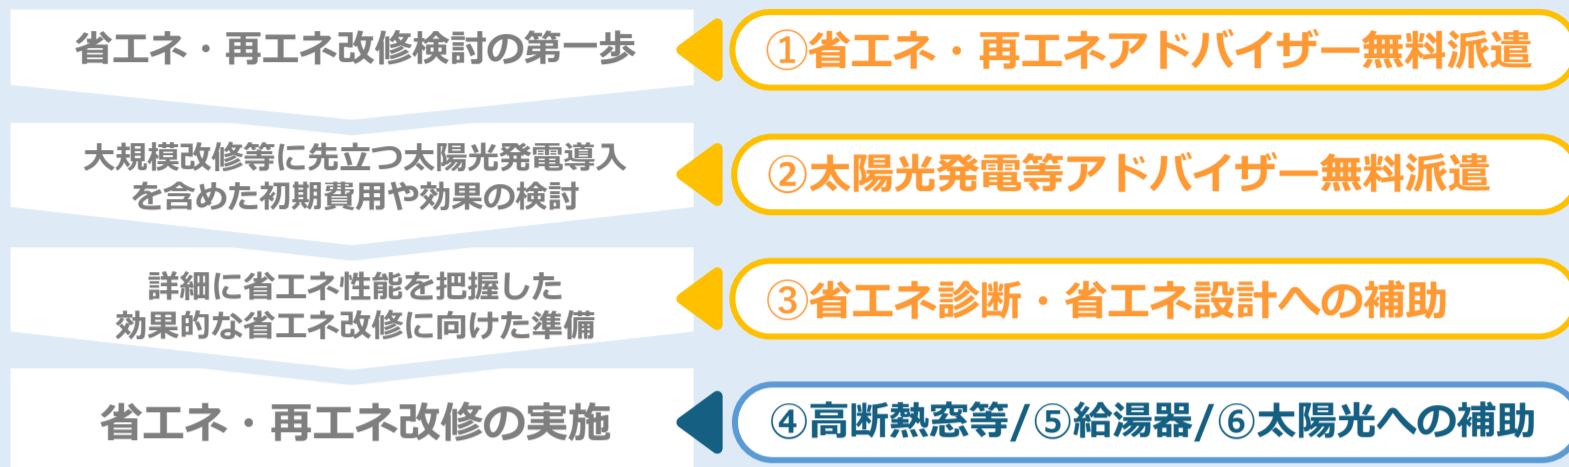 省エネ・再エネ改修検討の第一歩
①省エネ・再エネアドバイザー無料派遣
大規模改修等に先立つ太陽光発電導入
を含めた初期費用や効果の検討
②太陽光発電等アドバイザー無料派遣
詳細に省エネ性能を把握した
効果的な省エネ改修に向けた準備
③省エネ診断・省エネ設計への補助
省エネ・再エネ改修の実施
④高断熱窓等/⑤給湯器/⑥太陽光への補助